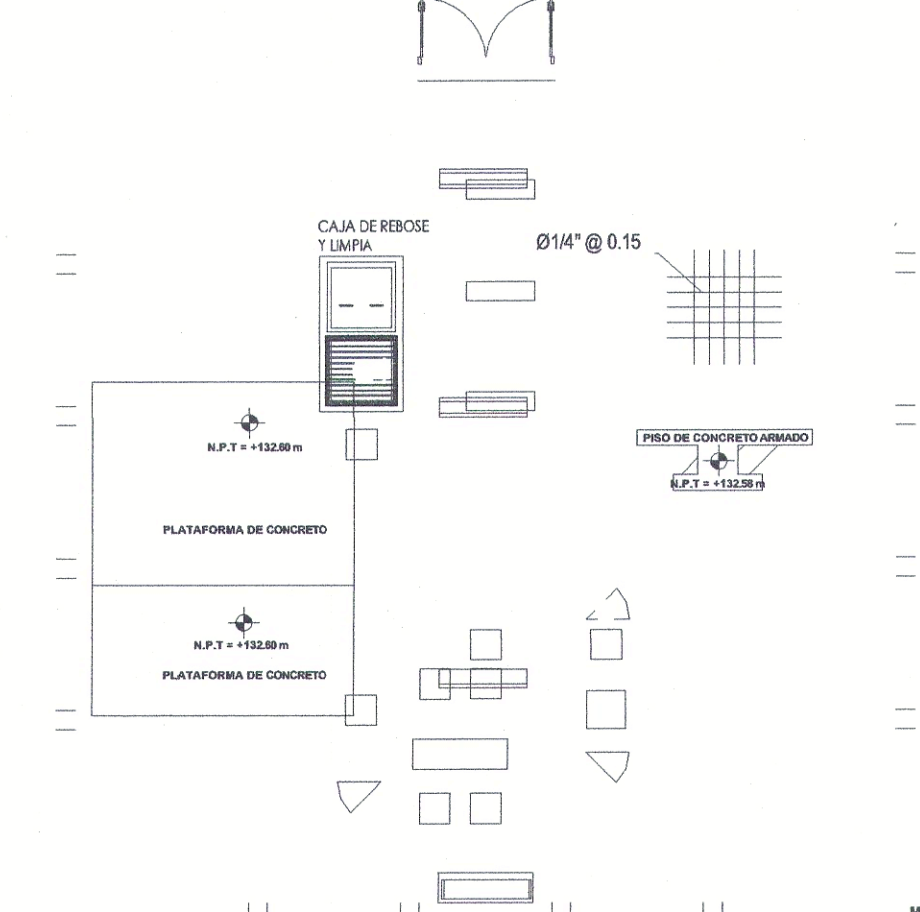 CAJA DE REBOSE
Y LIMPIA
Ø1/4" @ 0.15
N.P.T = +132.60 m
PLATAFORMA DE CONCRETO
PISO DE CONCRETO ARMADO
N.P.T = +132.58 m
N.P.T = +132.60 m
PLATAFORMA DE CONCRETO